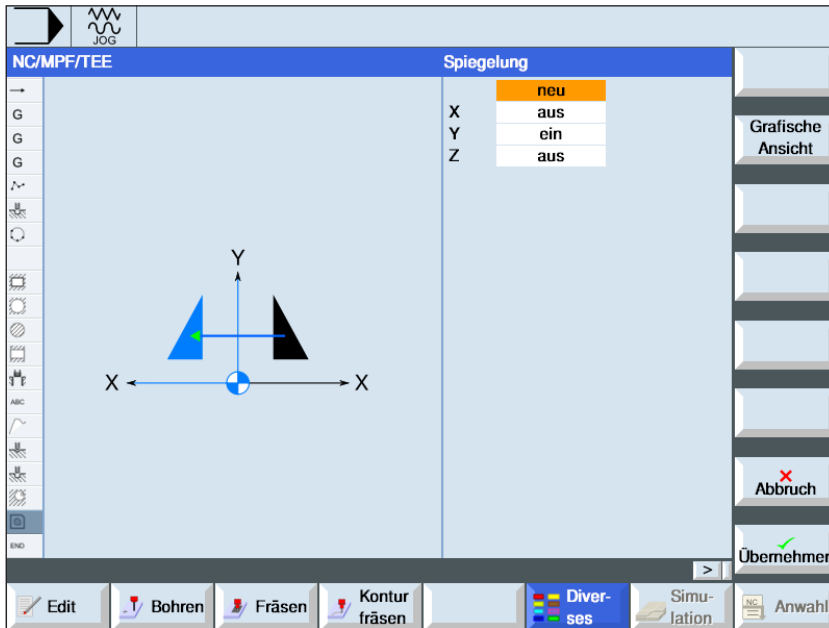 JOG
NC/MPF/TEE
Spiegelung
neu
X aus
Y ein
Z aus
G
G
G
ABC
END
Y
X X
Grafische
Ansicht
Abbruch
Übernehmen
>
Edit
Bohren
Fräsen
Kontur
fräsen
Diver-
ses
Simu-
lation
NC
Anwahl